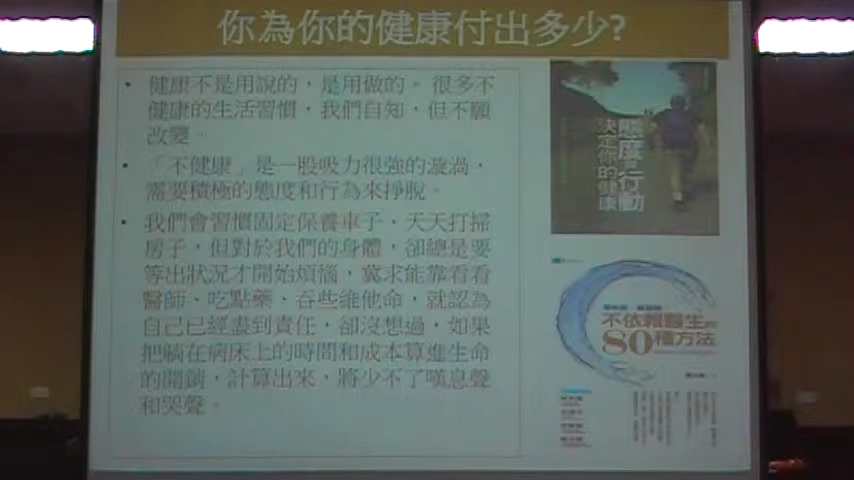 你為你的健康付出多少?
• 健康不是用說的，是用做的。很多不
健康的生活習慣，我們自知，但不願
改變。
• 「不健康」是一股吸力很強的漩渦，
需要積極的態度和行為來掙脫。
• 我們會習慣固定保養車子，天天打掃
房子，但對於我們的身體，卻總是要
等出狀況才開始煩惱，冀求能靠看看
醫師、吃點藥、吞些維他命，就認為
自己已經盡到責任，卻沒想過，如果
把躺在病床上的時間和成本算進生命
的開銷，計算出來，將少不了嘆息聲
和哭聲。
態度與行動
決定你的健康
不依賴醫生的
80種方法